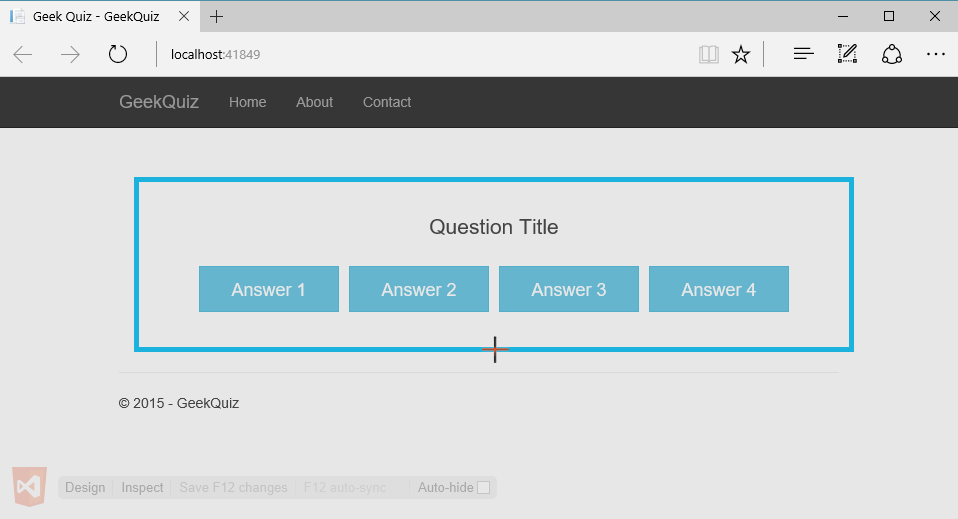 Geek Quiz - GeekQuiz
localhost:41849
GeekQuiz Home About Contact
Question Title
Answer 1 Answer 2 Answer 3 Answer 4
© 2015 - GeekQuiz
Design Inspect Save F12 changes F12 auto-sync Auto-hide